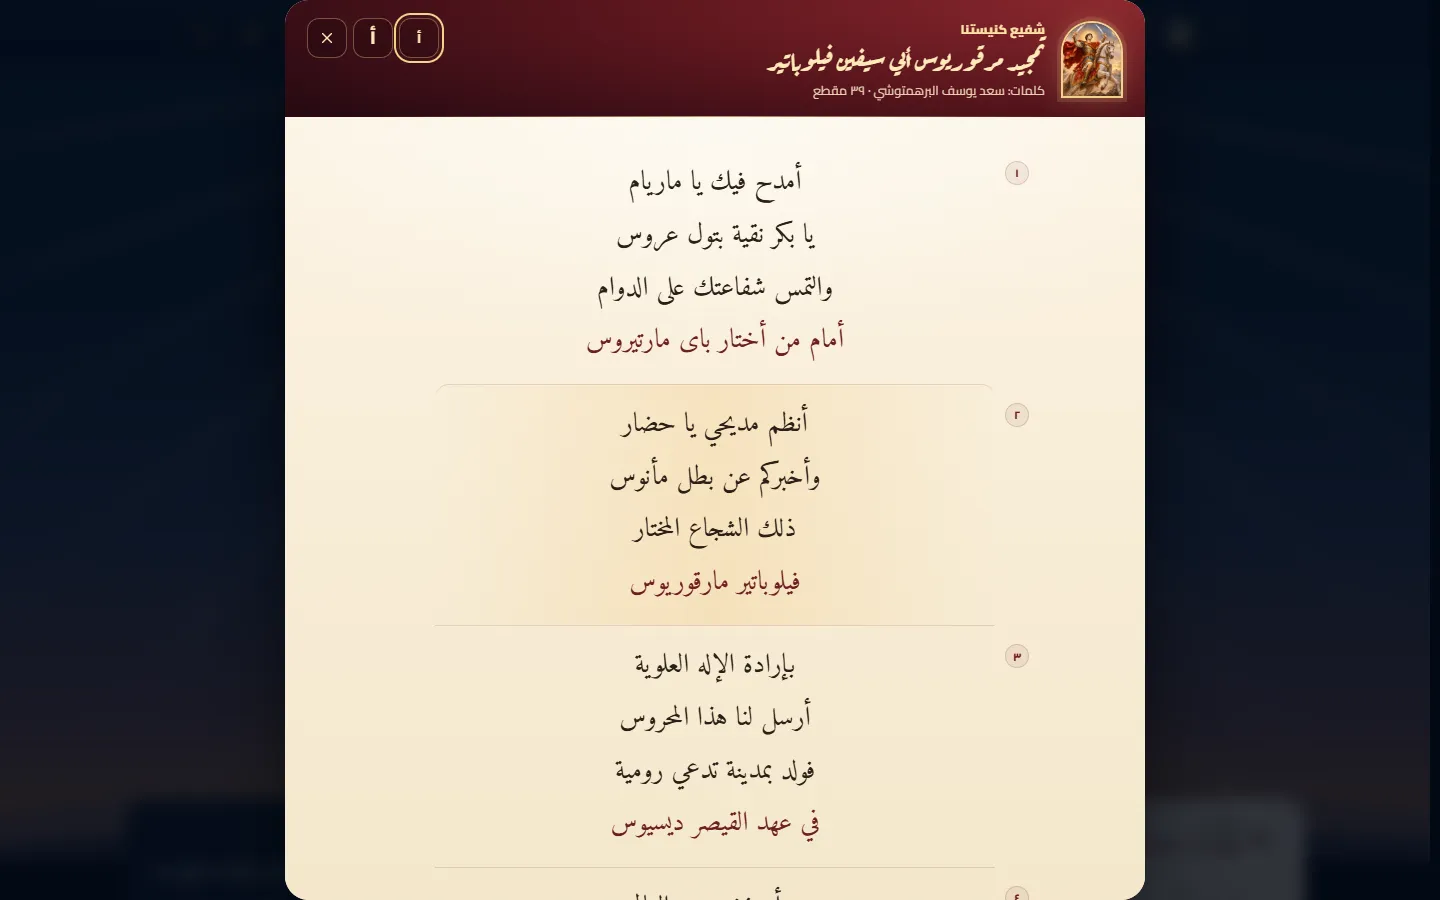 شفيع كنيستنا
تمجيد مرقوريوس أبي سيفين فيلوباتير
كلمات: سعد يوسف البرهمتوشي · ٣٩ مقطع
أ
أ
×
١
أمدح فيك يا ماريام
يا بكر نقية بتول عروس
والتمس شفاعتك على الدوام
أمام من أختار باى مارتيروس
٢
أنظم مديحي يا حضار
وأخبركم عن بطل مأنوس
ذلك الشجاع المختار
فيلوباتير مارقوريوس
٣
بإرادة الإله العلوية
أرسل لنا هذا المحروس
فولد بمدينة تدعي رومية
في عهد القيصر ديسيوس
٤